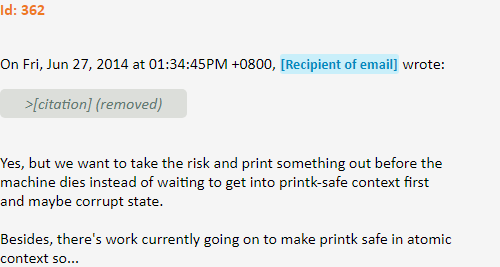 Id: 362
On Fri, Jun 27, 2014 at 01:34:45PM +0800, [Recipient of email] wrote:
>[citation] (removed)
Yes, but we want to take the risk and print something out before the
machine dies instead of waiting to get into printk-safe context first
and maybe corrupt state.
Besides, there's work currently going on to make printk safe in atomic
context so...